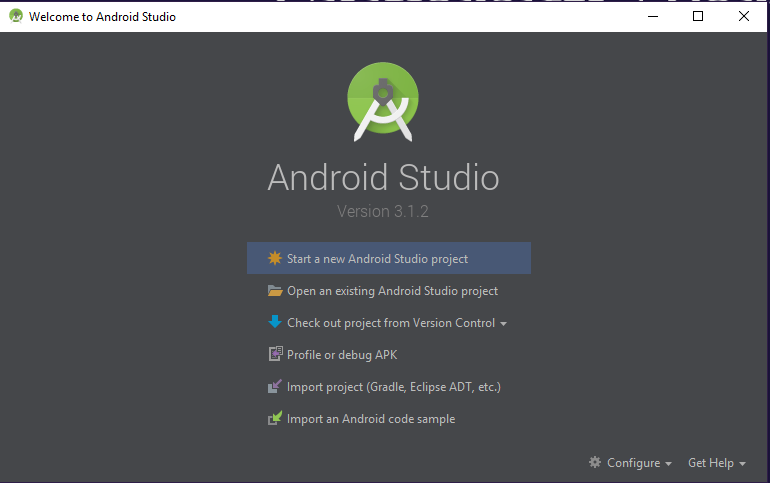 Welcome to Android Studio
Android Studio
Version 3.1.2
Start a new Android Studio project
Open an existing Android Studio project
Check out project from Version Control
Profile or debug APK
Import project (Gradle, Eclipse ADT, etc.)
Import an Android code sample
Configure Get Help